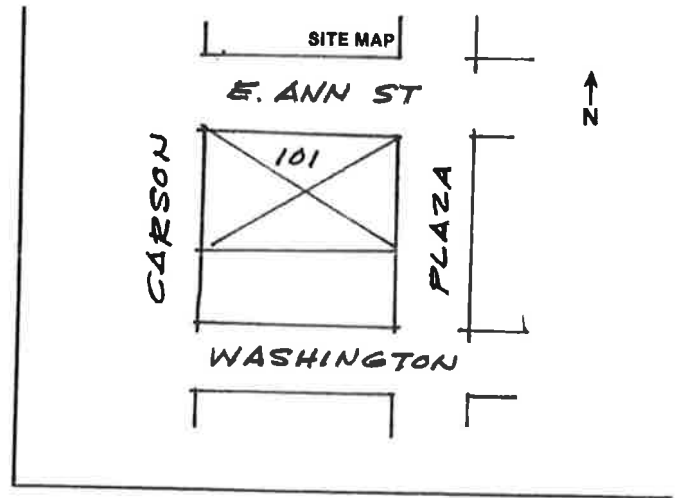 SITE MAP
E. ANN ST
N
101
CARSON
PLAZA
WASHINGTON